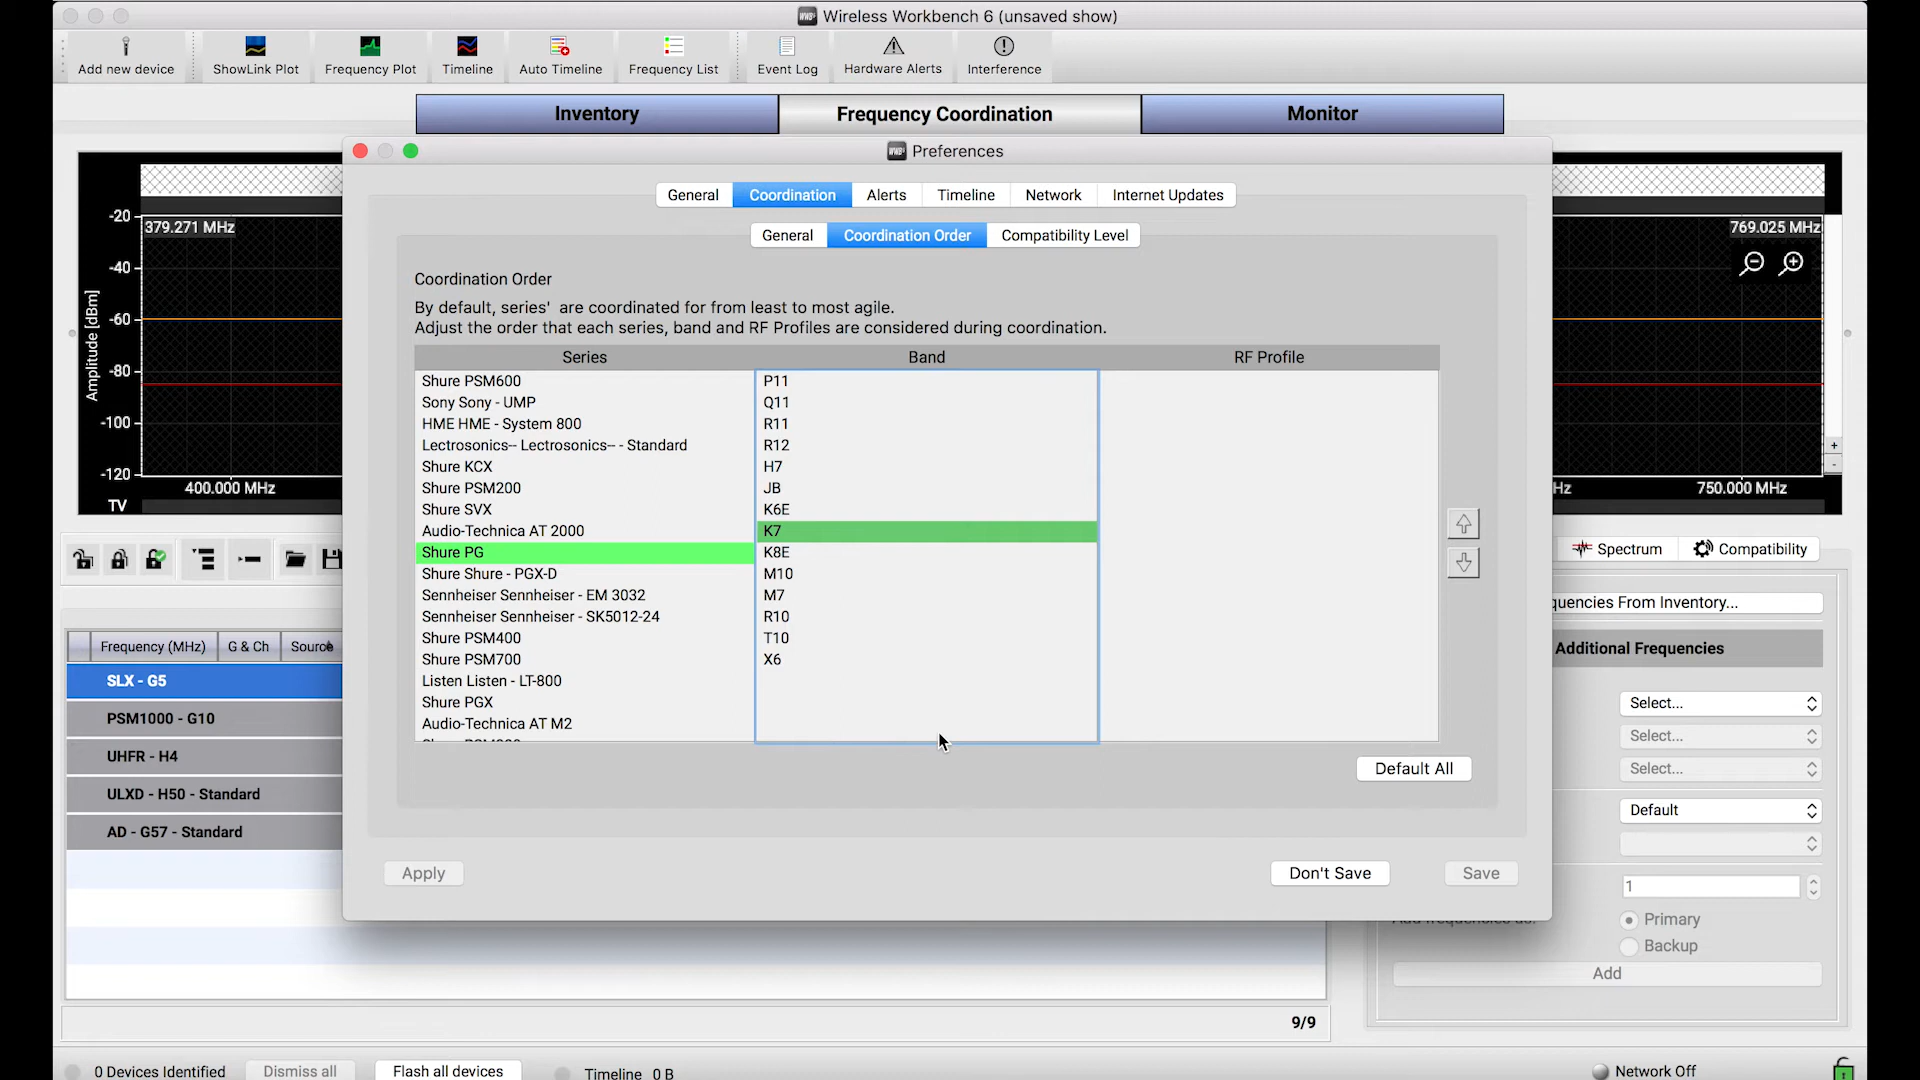 Wireless Workbench 6 (unsaved show)
Add new device
ShowLink Plot
Frequency Plot
Timeline
Auto Timeline
Frequency List
Event Log
Hardware Alerts
Interference
Inventory
Frequency Coordination
Monitor
Preferences
General
Coordination
Alerts
Timeline
Network
Internet Updates
General
Coordination Order
Compatibility Level
Amplitude [dBm]
-20
-40
-60
-80
-100
-120
379.271 MHz
769.025 MHz
400.000 MHz
Hz
750.000 MHz
TV
+
-
Coordination Order
By default, series' are coordinated for from least to most agile.
Adjust the order that each series, band and RF Profiles are considered during coordination.
Series
Band
RF Profile
Shure PSM600
Sony Sony - UMP
HME HME - System 800
Lectrosonics-- Lectrosonics-- - Standard
Shure KCX
Shure PSM200
Shure SVX
Audio-Technica AT 2000
Shure PG
Shure Shure - PGX-D
Sennheiser Sennheiser - EM 3032
Sennheiser Sennheiser - SK5012-24
Shure PSM400
Shure PSM700
Listen Listen - LT-800
Shure PGX
Audio-Technica AT M2
P11
Q11
R11
R12
H7
JB
K6E
K7
K8E
M10
M7
R10
T10
X6
Default All
Apply
Don't Save
Save
Spectrum
Compatibility
quencies From Inventory...
Additional Frequencies
Select...
Select...
Select...
Default
1
Primary
Backup
Add
Frequency (MHz)
G & Ch
Source
SLX - G5
PSM1000 - G10
UHFR - H4
ULXD - H50 - Standard
AD - G57 - Standard
9/9
0 Devices Identified
Dismiss all
Flash all devices
Timeline 0 B
Network Off